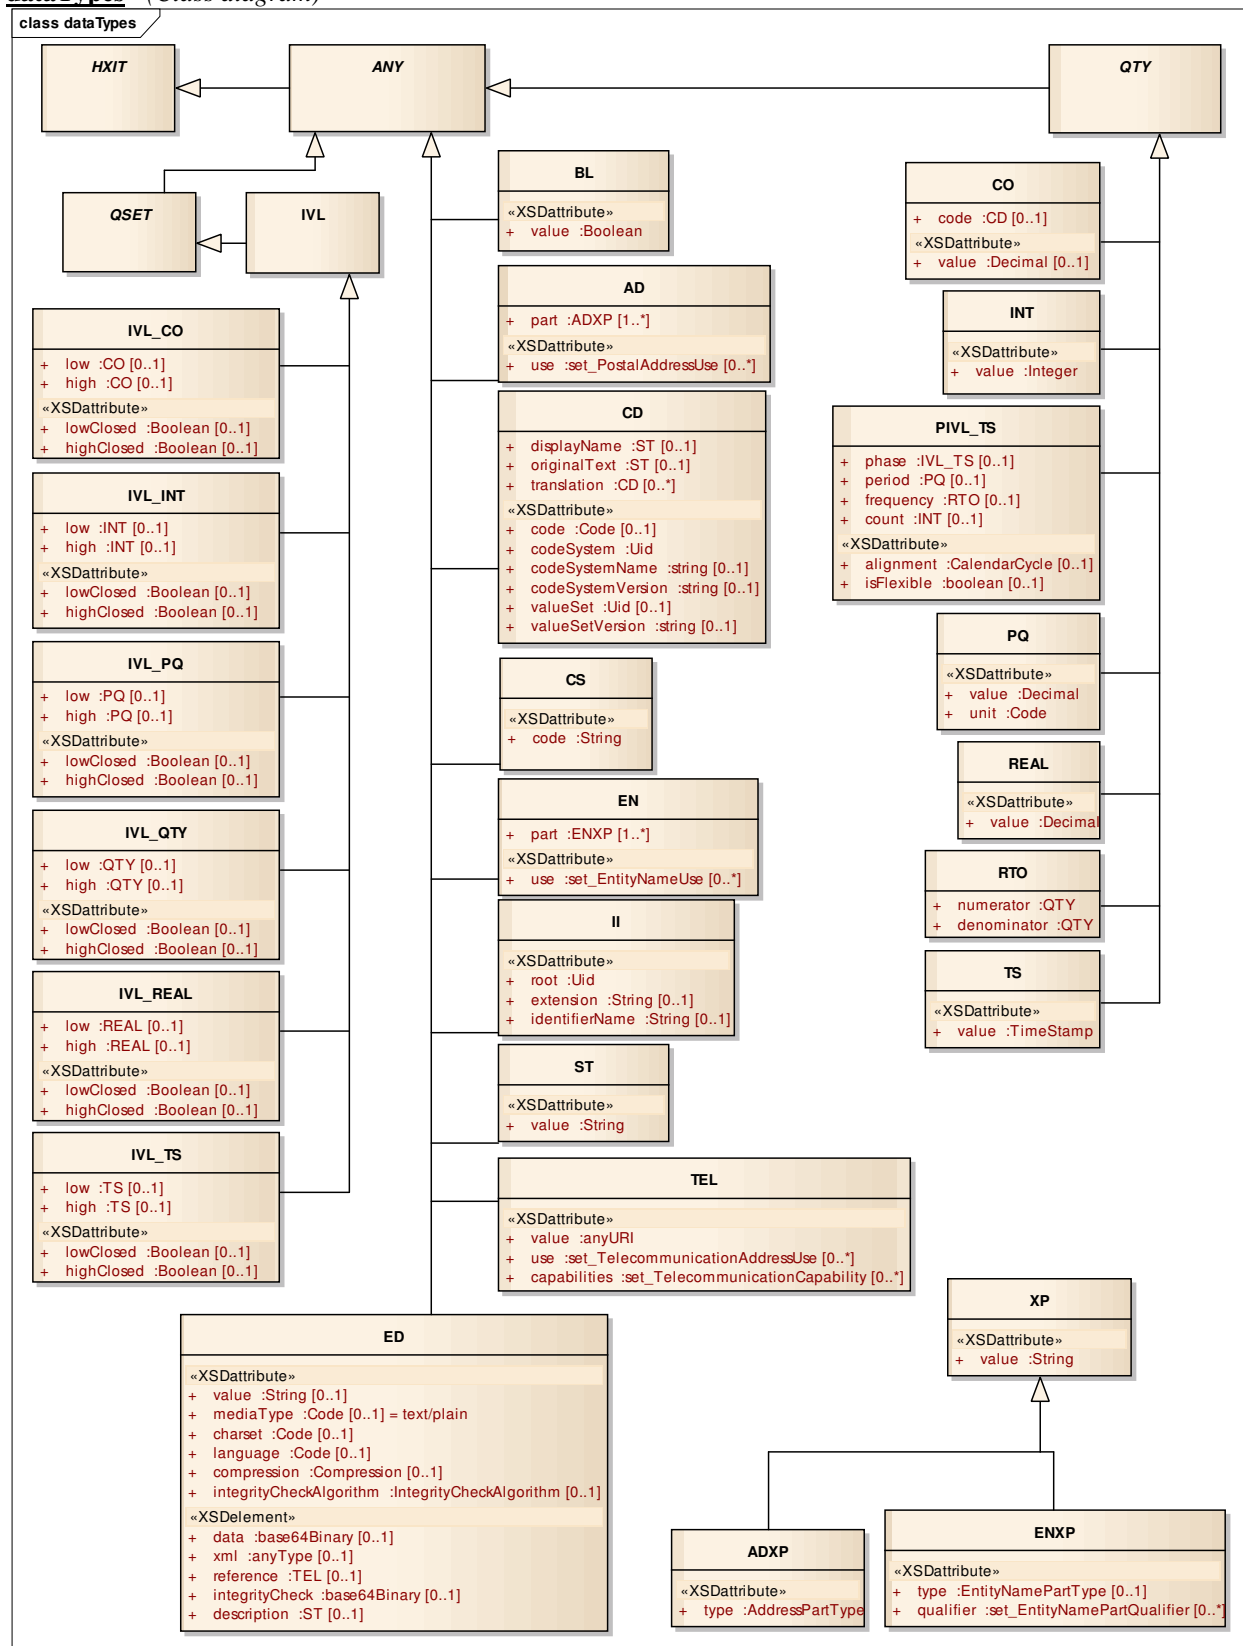 dataTypes (Class diagram)
class dataTypes
HXIT
ANY
QTY
QSET
IVL
BL
«XSDattribute»
+ value :Boolean
AD
+ part :ADXP [1..*]
«XSDattribute»
+ use :set_PostalAddressUse [0..*]
CD
+ displayName :ST [0..1]
+ originalText :ST [0..1]
+ translation :CD [0..*]
«XSDattribute»
+ code :Code [0..1]
+ codeSystem :Uid
+ codeSystemName :string [0..1]
+ codeSystemVersion :string [0..1]
+ valueSet :Uid [0..1]
+ valueSetVersion :string [0..1]
CS
«XSDattribute»
+ code :String
EN
+ part :ENXP [1..*]
«XSDattribute»
+ use :set_EntityNameUse [0..*]
II
«XSDattribute»
+ root :Uid
+ extension :String [0..1]
+ identifierName :String [0..1]
ST
«XSDattribute»
+ value :String
TEL
«XSDattribute»
+ value :anyURI
+ use :set_TelecommunicationAddressUse [0..*]
+ capabilities :set_TelecommunicationCapability [0..*]
IVL_CO
+ low :CO [0..1]
+ high :CO [0..1]
«XSDattribute»
+ lowClosed :Boolean [0..1]
+ highClosed :Boolean [0..1]
IVL_INT
+ low :INT [0..1]
+ high :INT [0..1]
«XSDattribute»
+ lowClosed :Boolean [0..1]
+ highClosed :Boolean [0..1]
IVL_PQ
+ low :PQ [0..1]
+ high :PQ [0..1]
«XSDattribute»
+ lowClosed :Boolean [0..1]
+ highClosed :Boolean [0..1]
IVL_QTY
+ low :QTY [0..1]
+ high :QTY [0..1]
«XSDattribute»
+ lowClosed :Boolean [0..1]
+ highClosed :Boolean [0..1]
IVL_REAL
+ low :REAL [0..1]
+ high :REAL [0..1]
«XSDattribute»
+ lowClosed :Boolean [0..1]
+ highClosed :Boolean [0..1]
IVL_TS
+ low :TS [0..1]
+ high :TS [0..1]
«XSDattribute»
+ lowClosed :Boolean [0..1]
+ highClosed :Boolean [0..1]
CO
+ code :CD [0..1]
«XSDattribute»
+ value :Decimal [0..1]
INT
«XSDattribute»
+ value :Integer
PIVL_TS
+ phase :IVL_TS [0..1]
+ period :PQ [0..1]
+ frequency :RTO [0..1]
+ count :INT [0..1]
«XSDattribute»
+ alignment :CalendarCycle [0..1]
+ isFlexible :boolean [0..1]
PQ
«XSDattribute»
+ value :Decimal
+ unit :Code
REAL
«XSDattribute»
+ value :Decimal
RTO
+ numerator :QTY
+ denominator :QTY
TS
«XSDattribute»
+ value :TimeStamp
ED
«XSDattribute»
+ value :String [0..1]
+ mediaType :Code [0..1] = text/plain
+ charset :Code [0..1]
+ language :Code [0..1]
+ compression :Compression [0..1]
+ integrityCheckAlgorithm :IntegrityCheckAlgorithm [0..1]
«XSDelement»
+ data :base64Binary [0..1]
+ xml :anyType [0..1]
+ reference :TEL [0..1]
+ integrityCheck :base64Binary [0..1]
+ description :ST [0..1]
XP
«XSDattribute»
+ value :String
ADXP
«XSDattribute»
+ type :AddressPartType
ENXP
«XSDattribute»
+ type :EntityNamePartType [0..1]
+ qualifier :set_EntityNamePartQualifier [0..*]